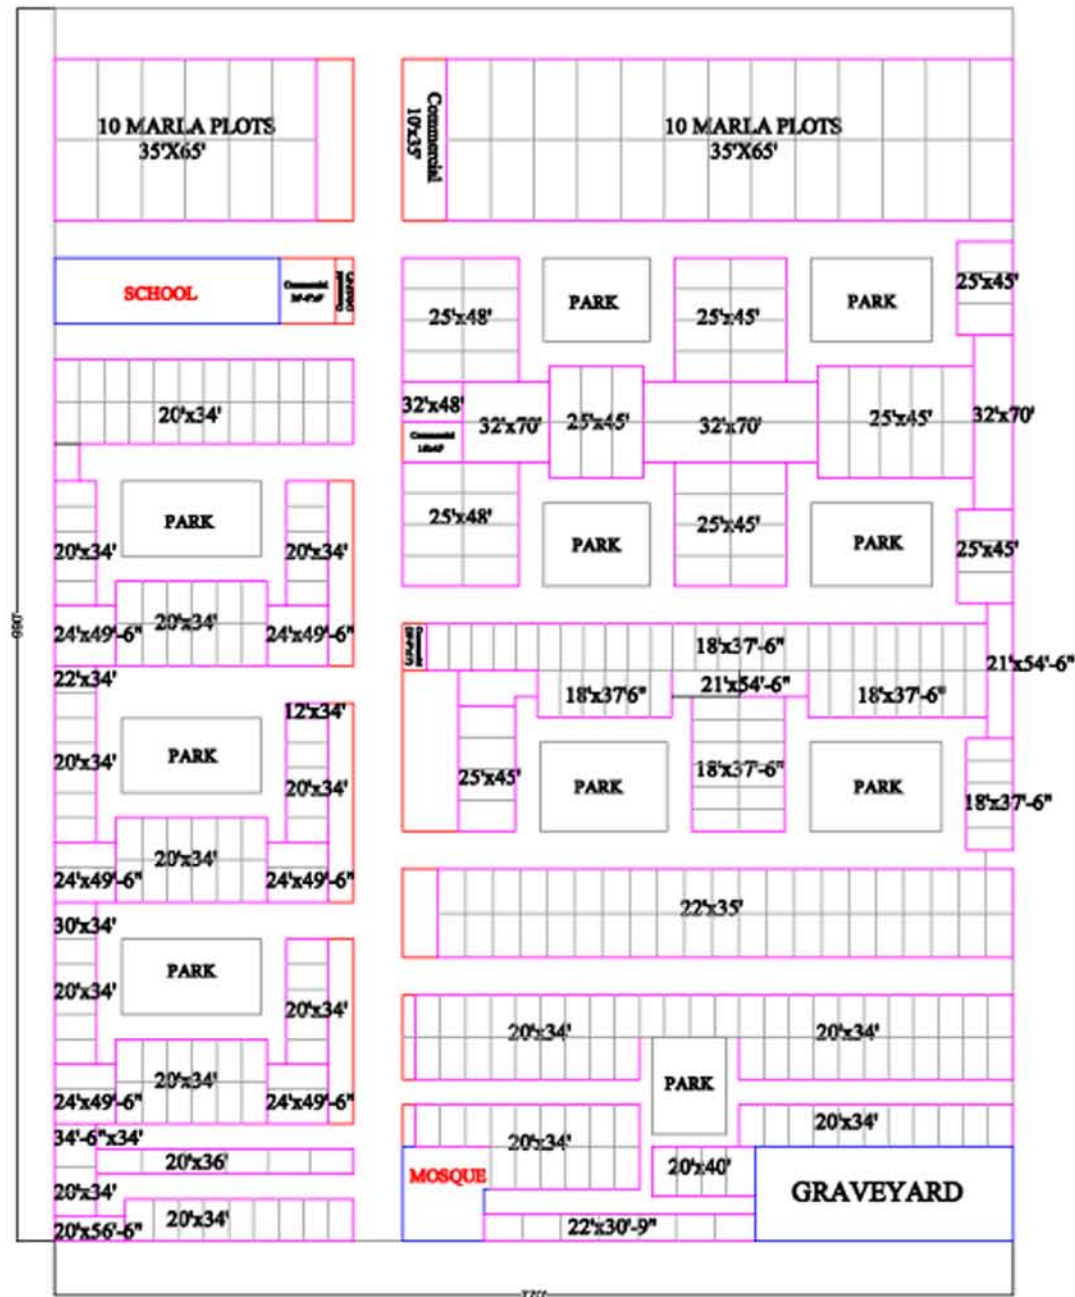 10 MARLA PLOTS
35'X65'
Commercial
10'x35'
10 MARLA PLOTS
35'X65'
SCHOOL
Commercial
25'x48'
PARK
25'x45'
PARK
25'x45'
20'x34'
32'x48'
Commercial
32'x70'
25'x45'
32'x70'
25'x45'
32'x70'
25'x48'
PARK
25'x45'
PARK
25'x45'
PARK
20'x34'
20'x34'
20'x34'
24'x49'-6"
24'x49'-6"
990'
Commercial
18'x37'-6"
21'x54'-6"
22'x34'
21'x54'-6"
18'x37'6"
18'x37'-6"
12'x34'
PARK
20'x34'
20'x34'
25'x45'
PARK
18'x37'-6"
PARK
18'x37'-6"
20'x34'
24'x49'-6"
24'x49'-6"
22'x35'
30'x34'
PARK
20'x34'
20'x34'
20'x34'
20'x34'
20'x34'
24'x49'-6"
24'x49'-6"
PARK
34'-6"x34'
20'x34'
20'x34'
20'x36'
MOSQUE
20'x40'
GRAVEYARD
20'x34'
20'x34'
20'x56'-6"
22'x30'-9"
770'